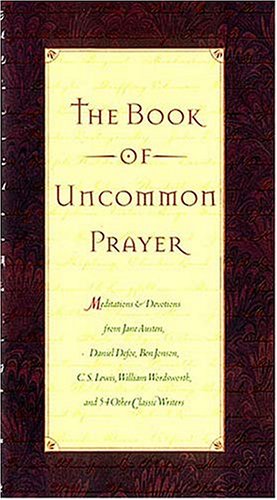 THE BOOK
OF
UNCOMMON
PRAYER
Meditations & Devotions
from Jane Austen,
Daniel Defoe, Ben Jonson,
C. S. Lewis, William Wordsworth,
and 54 Other Classic Writers